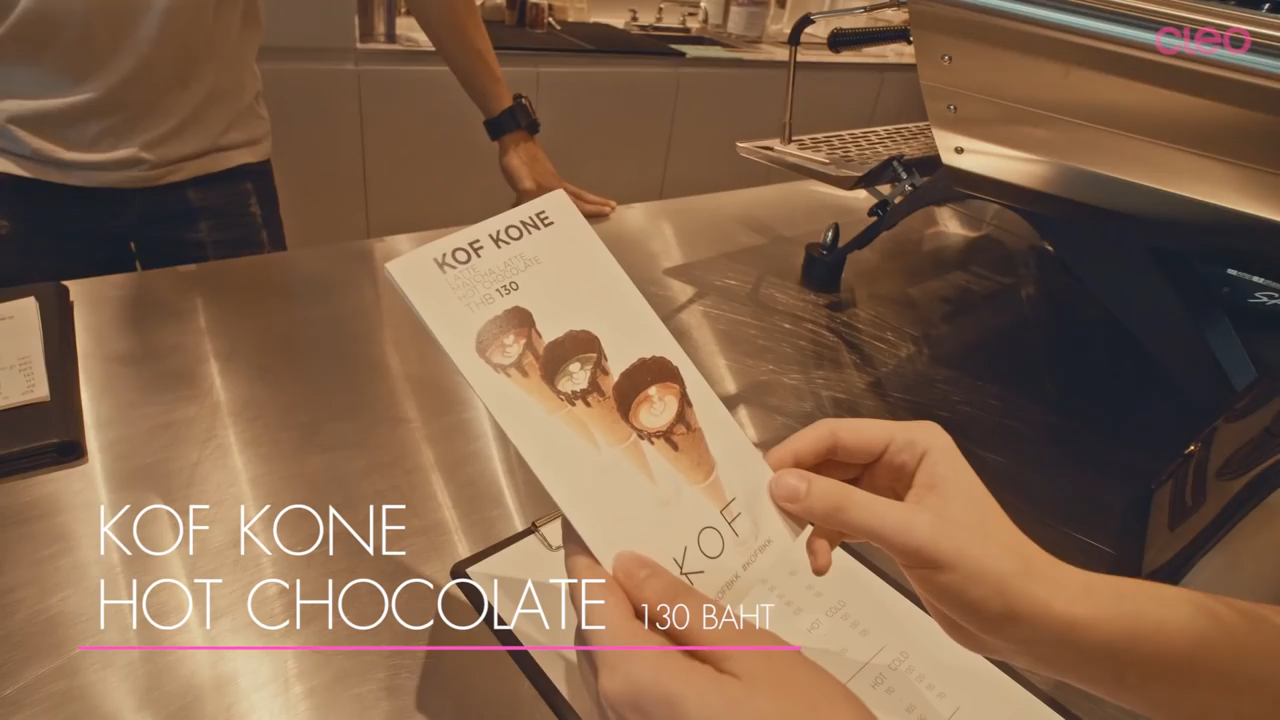 cleo
KOF KONE
LATTE
MATCHA LATTE
HOT CHOCOLATE
THB 130
KOF
#KOFBKK
HOT COLD
HOT COLD
KOF KONE
HOT CHOCOLATE 130 BAHT